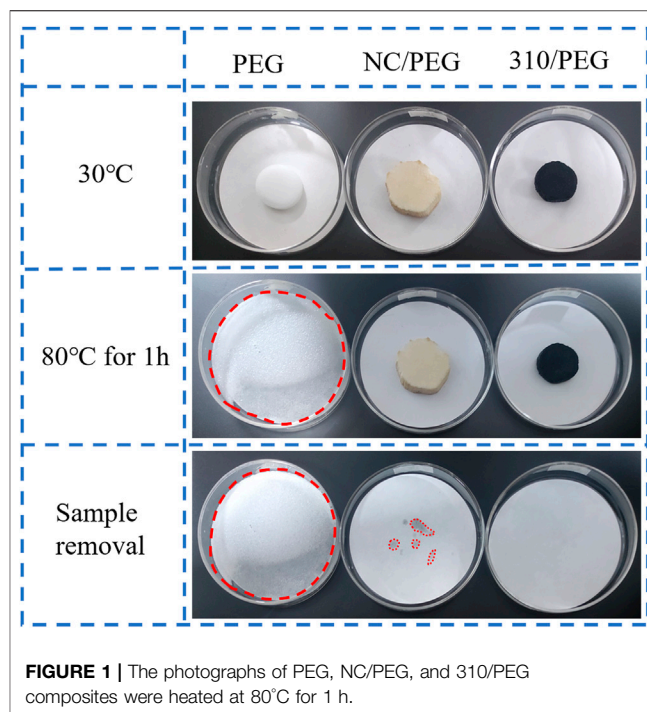 PEG NC/PEG 310/PEG
30℃
80℃ for 1h
Sample
removal
FIGURE 1 | The photographs of PEG, NC/PEG, and 310/PEG
composites were heated at 80°C for 1 h.